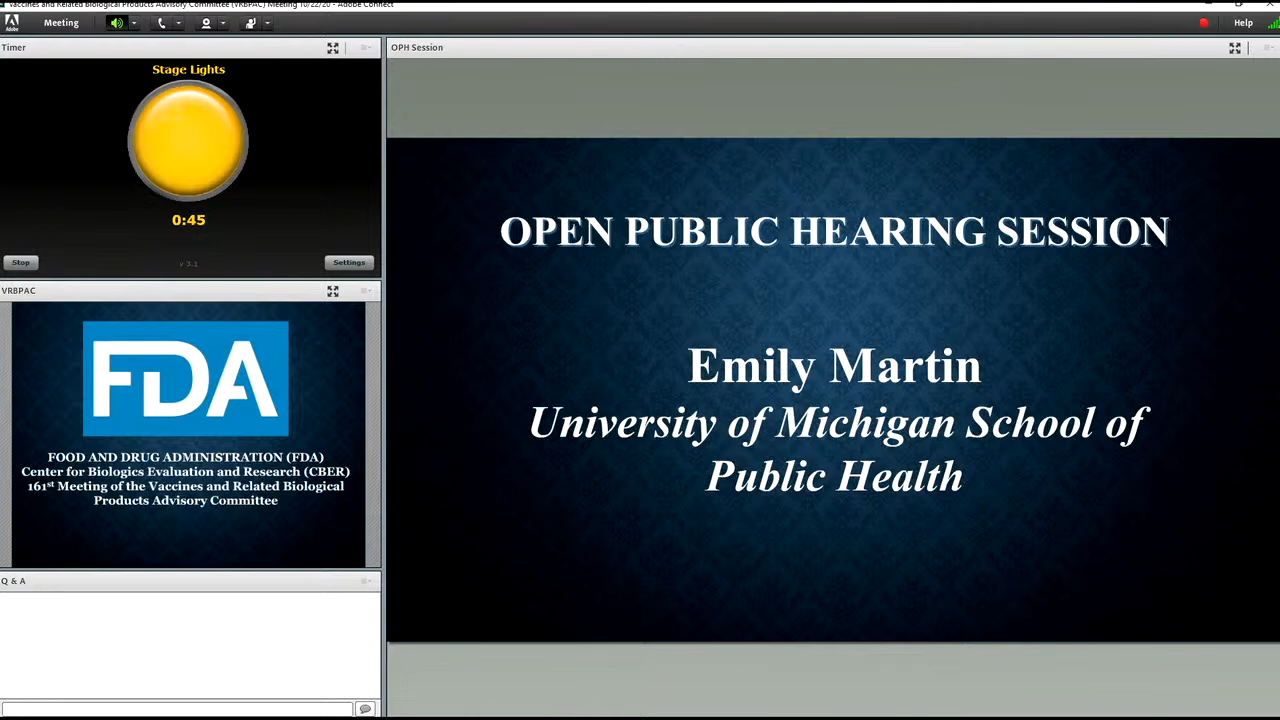 Vaccines and Related Biological Products Advisory Committee (VRBPAC) Meeting 10/22/20 - Adobe Connect
Adobe
Meeting
Help
Timer
Stage Lights
0:45
Stop
v 3.1
Settings
VRBPAC
FDA
FOOD AND DRUG ADMINISTRATION (FDA)
Center for Biologics Evaluation and Research (CBER)
161st Meeting of the Vaccines and Related Biological
Products Advisory Committee
Q & A
OPH Session
OPEN PUBLIC HEARING SESSION
Emily Martin
University of Michigan School of
Public Health